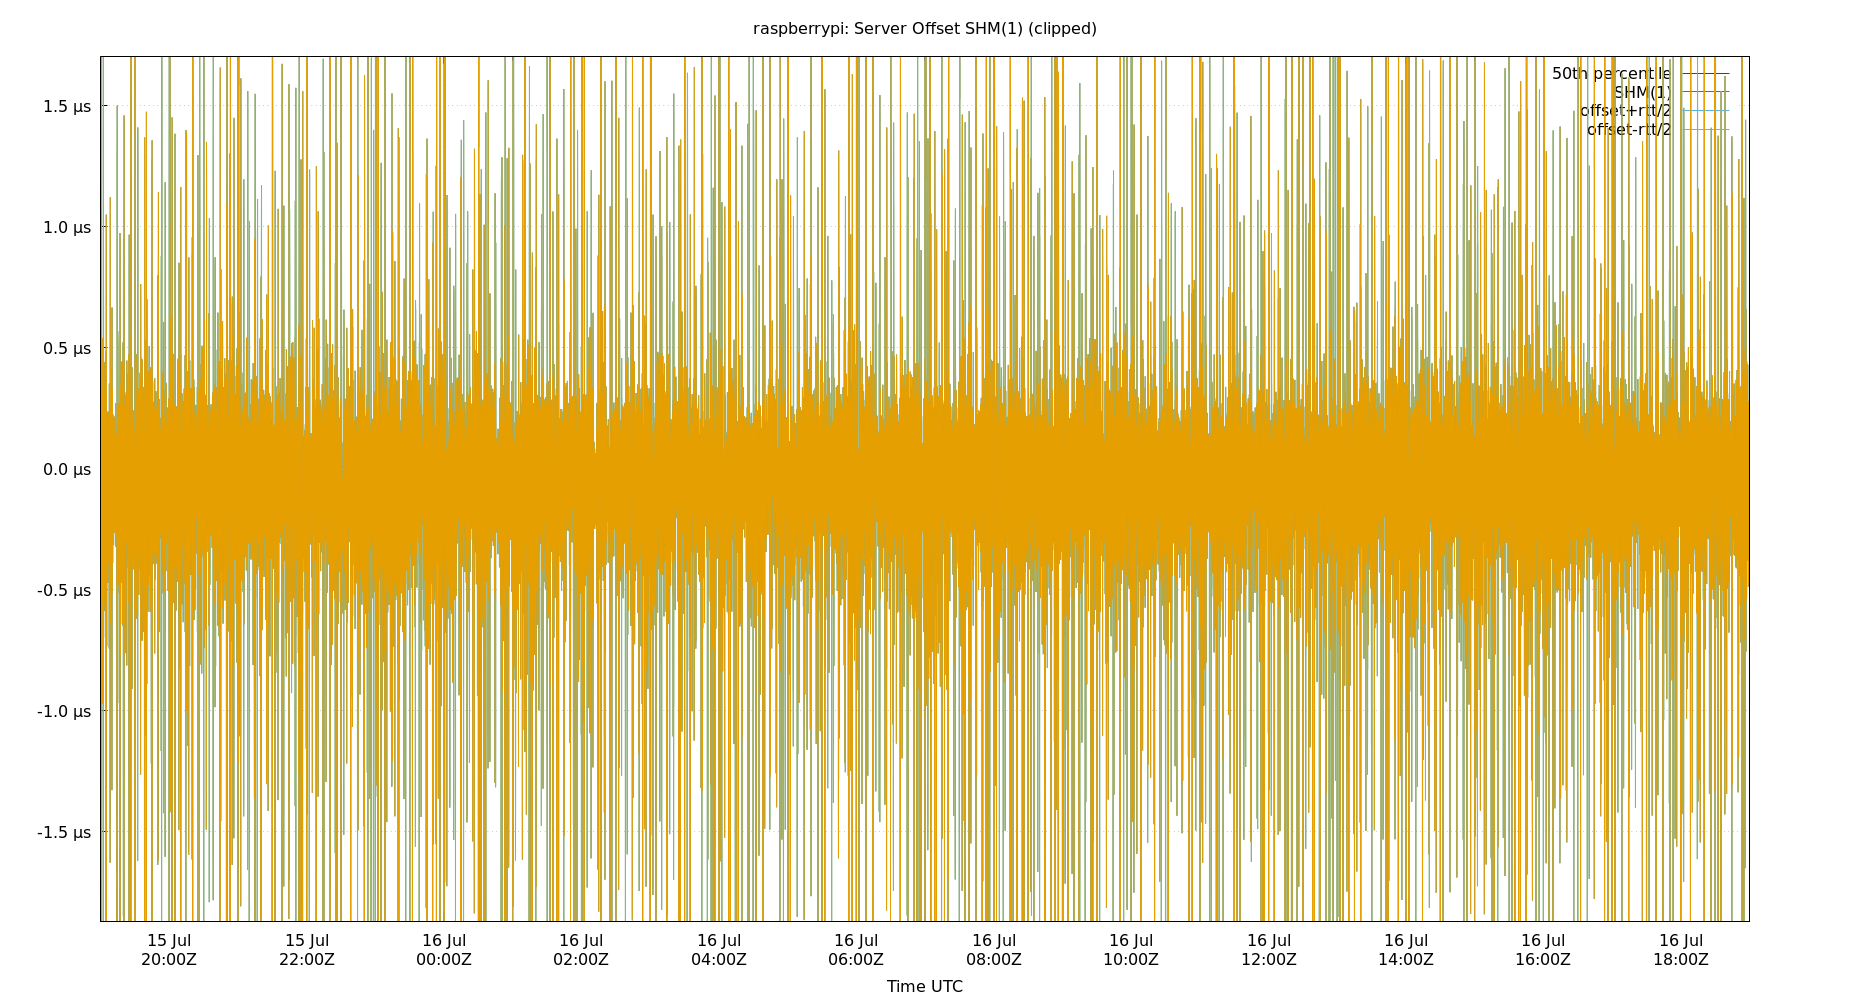 raspberrypi: Server Offset SHM(1) (clipped)
50th percentile
SHM(1)
offset+rtt/2
offset-rtt/2
1.5 µs
1.0 µs
0.5 µs
0.0 µs
-0.5 µs
-1.0 µs
-1.5 µs
15 Jul 15 Jul 16 Jul 16 Jul 16 Jul 16 Jul 16 Jul 16 Jul 16 Jul 16 Jul 16 Jul 16 Jul
20:00Z 22:00Z 00:00Z 02:00Z 04:00Z 06:00Z 08:00Z 10:00Z 12:00Z 14:00Z 16:00Z 18:00Z
Time UTC